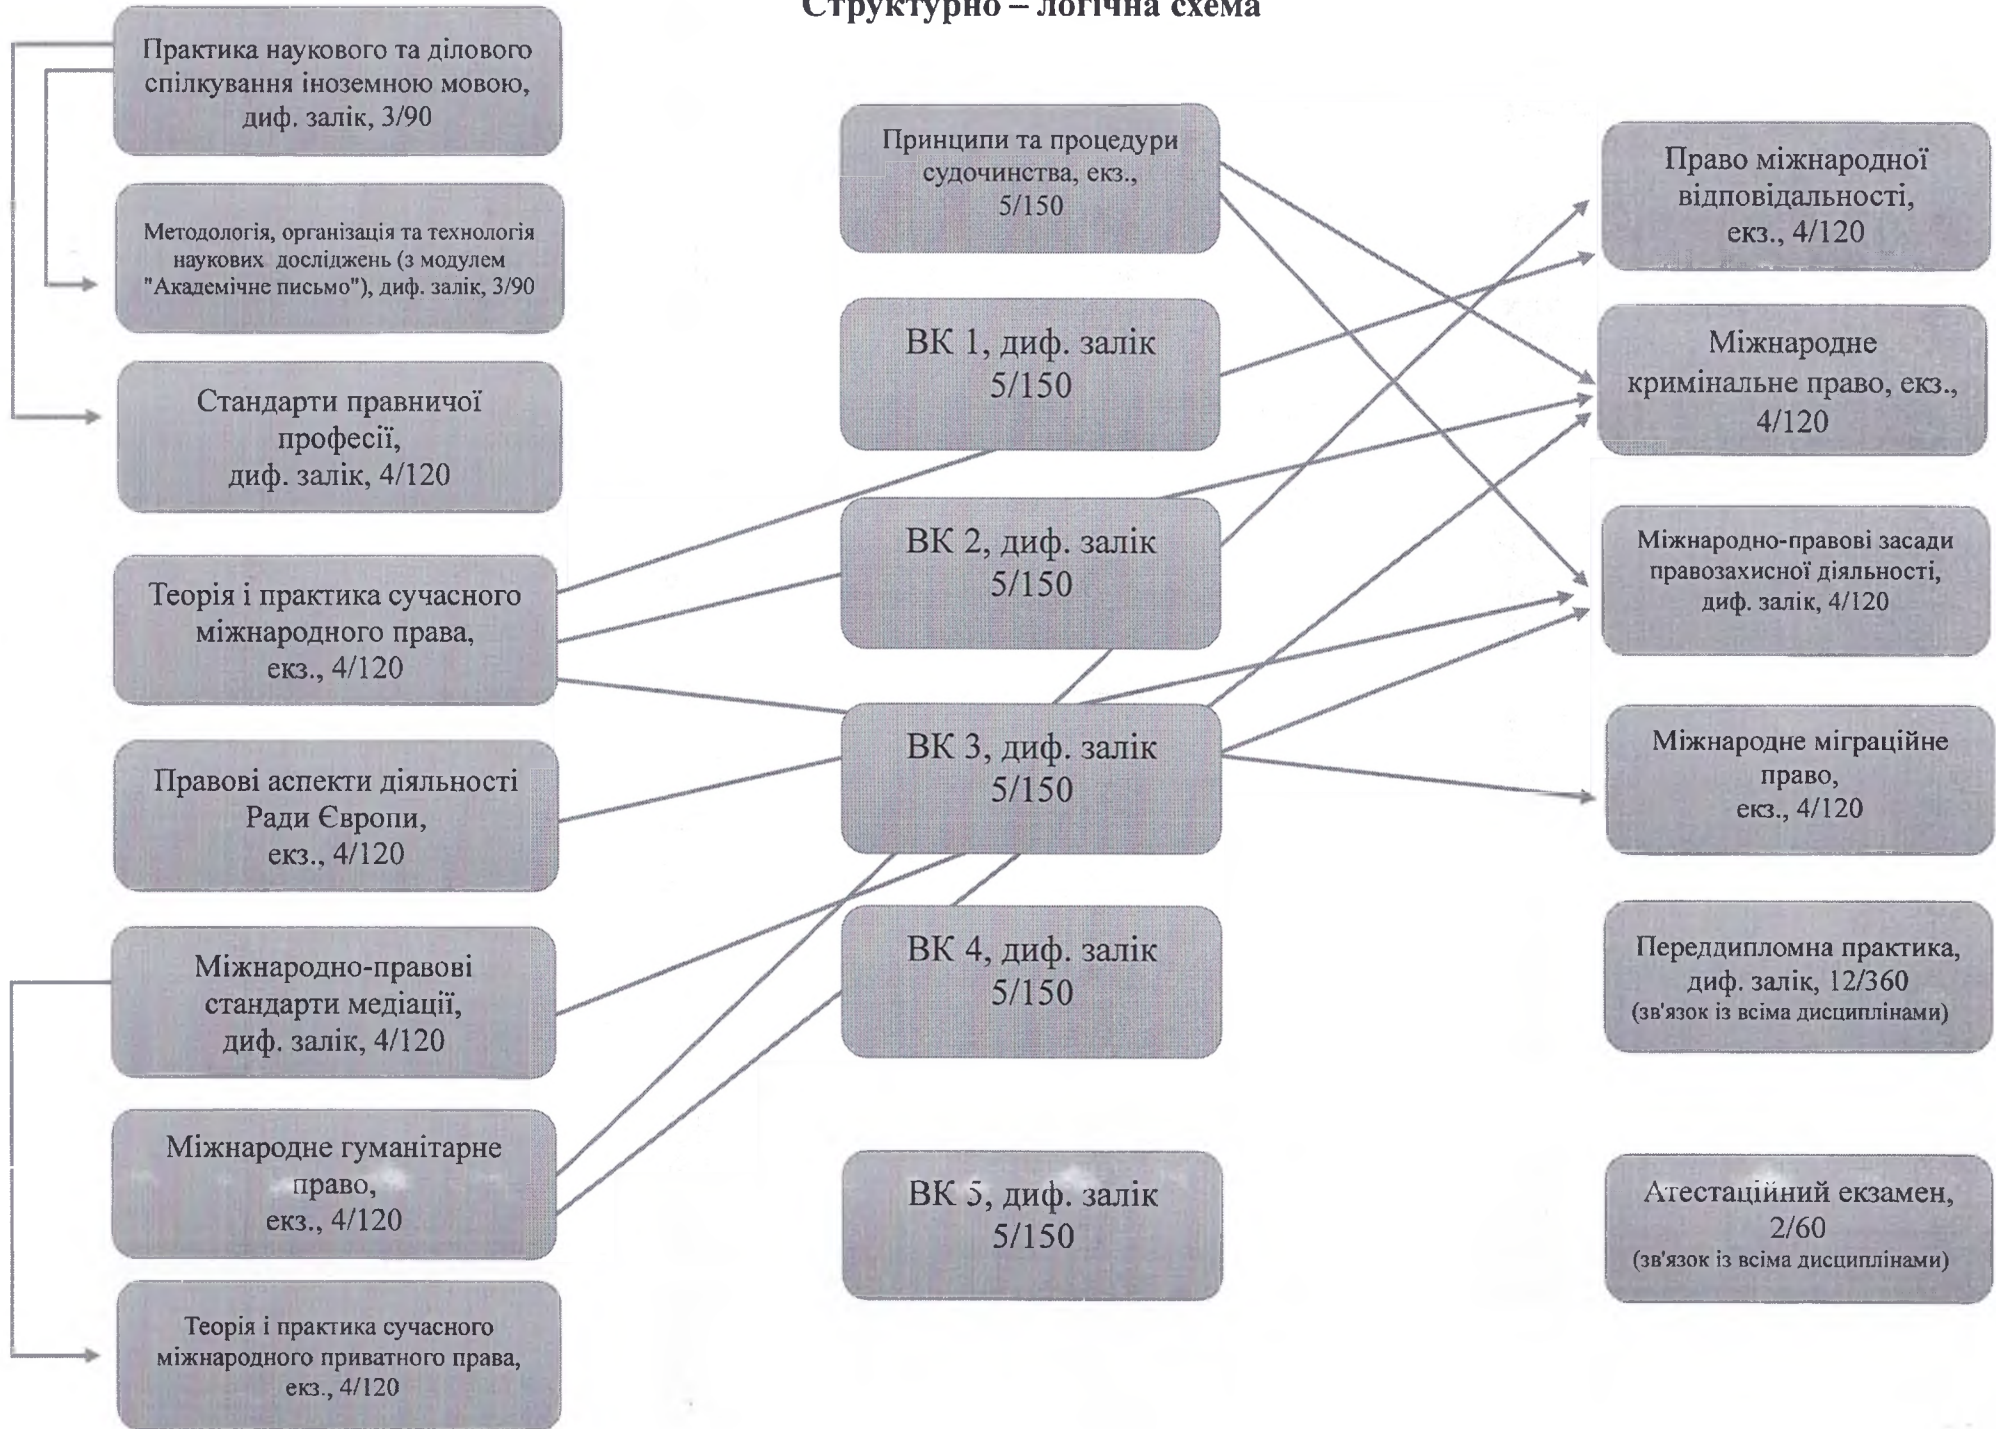 Структурно – логічна схема
Практика наукового та ділового
спілкування іноземною мовою,
диф. залік, 3/90
Методологія, організація та технологія
наукових досліджень (з модулем
"Академічне письмо"), диф. залік, 3/90
Стандарти правничої
професії,
диф. залік, 4/120
Теорія і практика сучасного
міжнародного права,
екз., 4/120
Правові аспекти діяльності
Ради Європи,
екз., 4/120
Міжнародно-правові
стандарти медіації,
диф. залік, 4/120
Міжнародне гуманітарне
право,
екз., 4/120
Теорія і практика сучасного
міжнародного приватного права,
екз., 4/120
Принципи та процедури
судочинства, екз.,
5/150
ВК 1, диф. залік
5/150
ВК 2, диф. залік
5/150
ВК 3, диф. залік
5/150
ВК 4, диф. залік
5/150
ВК 5, диф. залік
5/150
Право міжнародної
відповідальності,
екз., 4/120
Міжнародне
кримінальне право, екз.,
4/120
Міжнародно-правові засади
правозахисної діяльності,
диф. залік, 4/120
Міжнародне міграційне
право,
екз., 4/120
Переддипломна практика,
диф. залік, 12/360
(зв'язок із всіма дисциплінами)
Атестаційний екзамен,
2/60
(зв'язок із всіма дисциплінами)